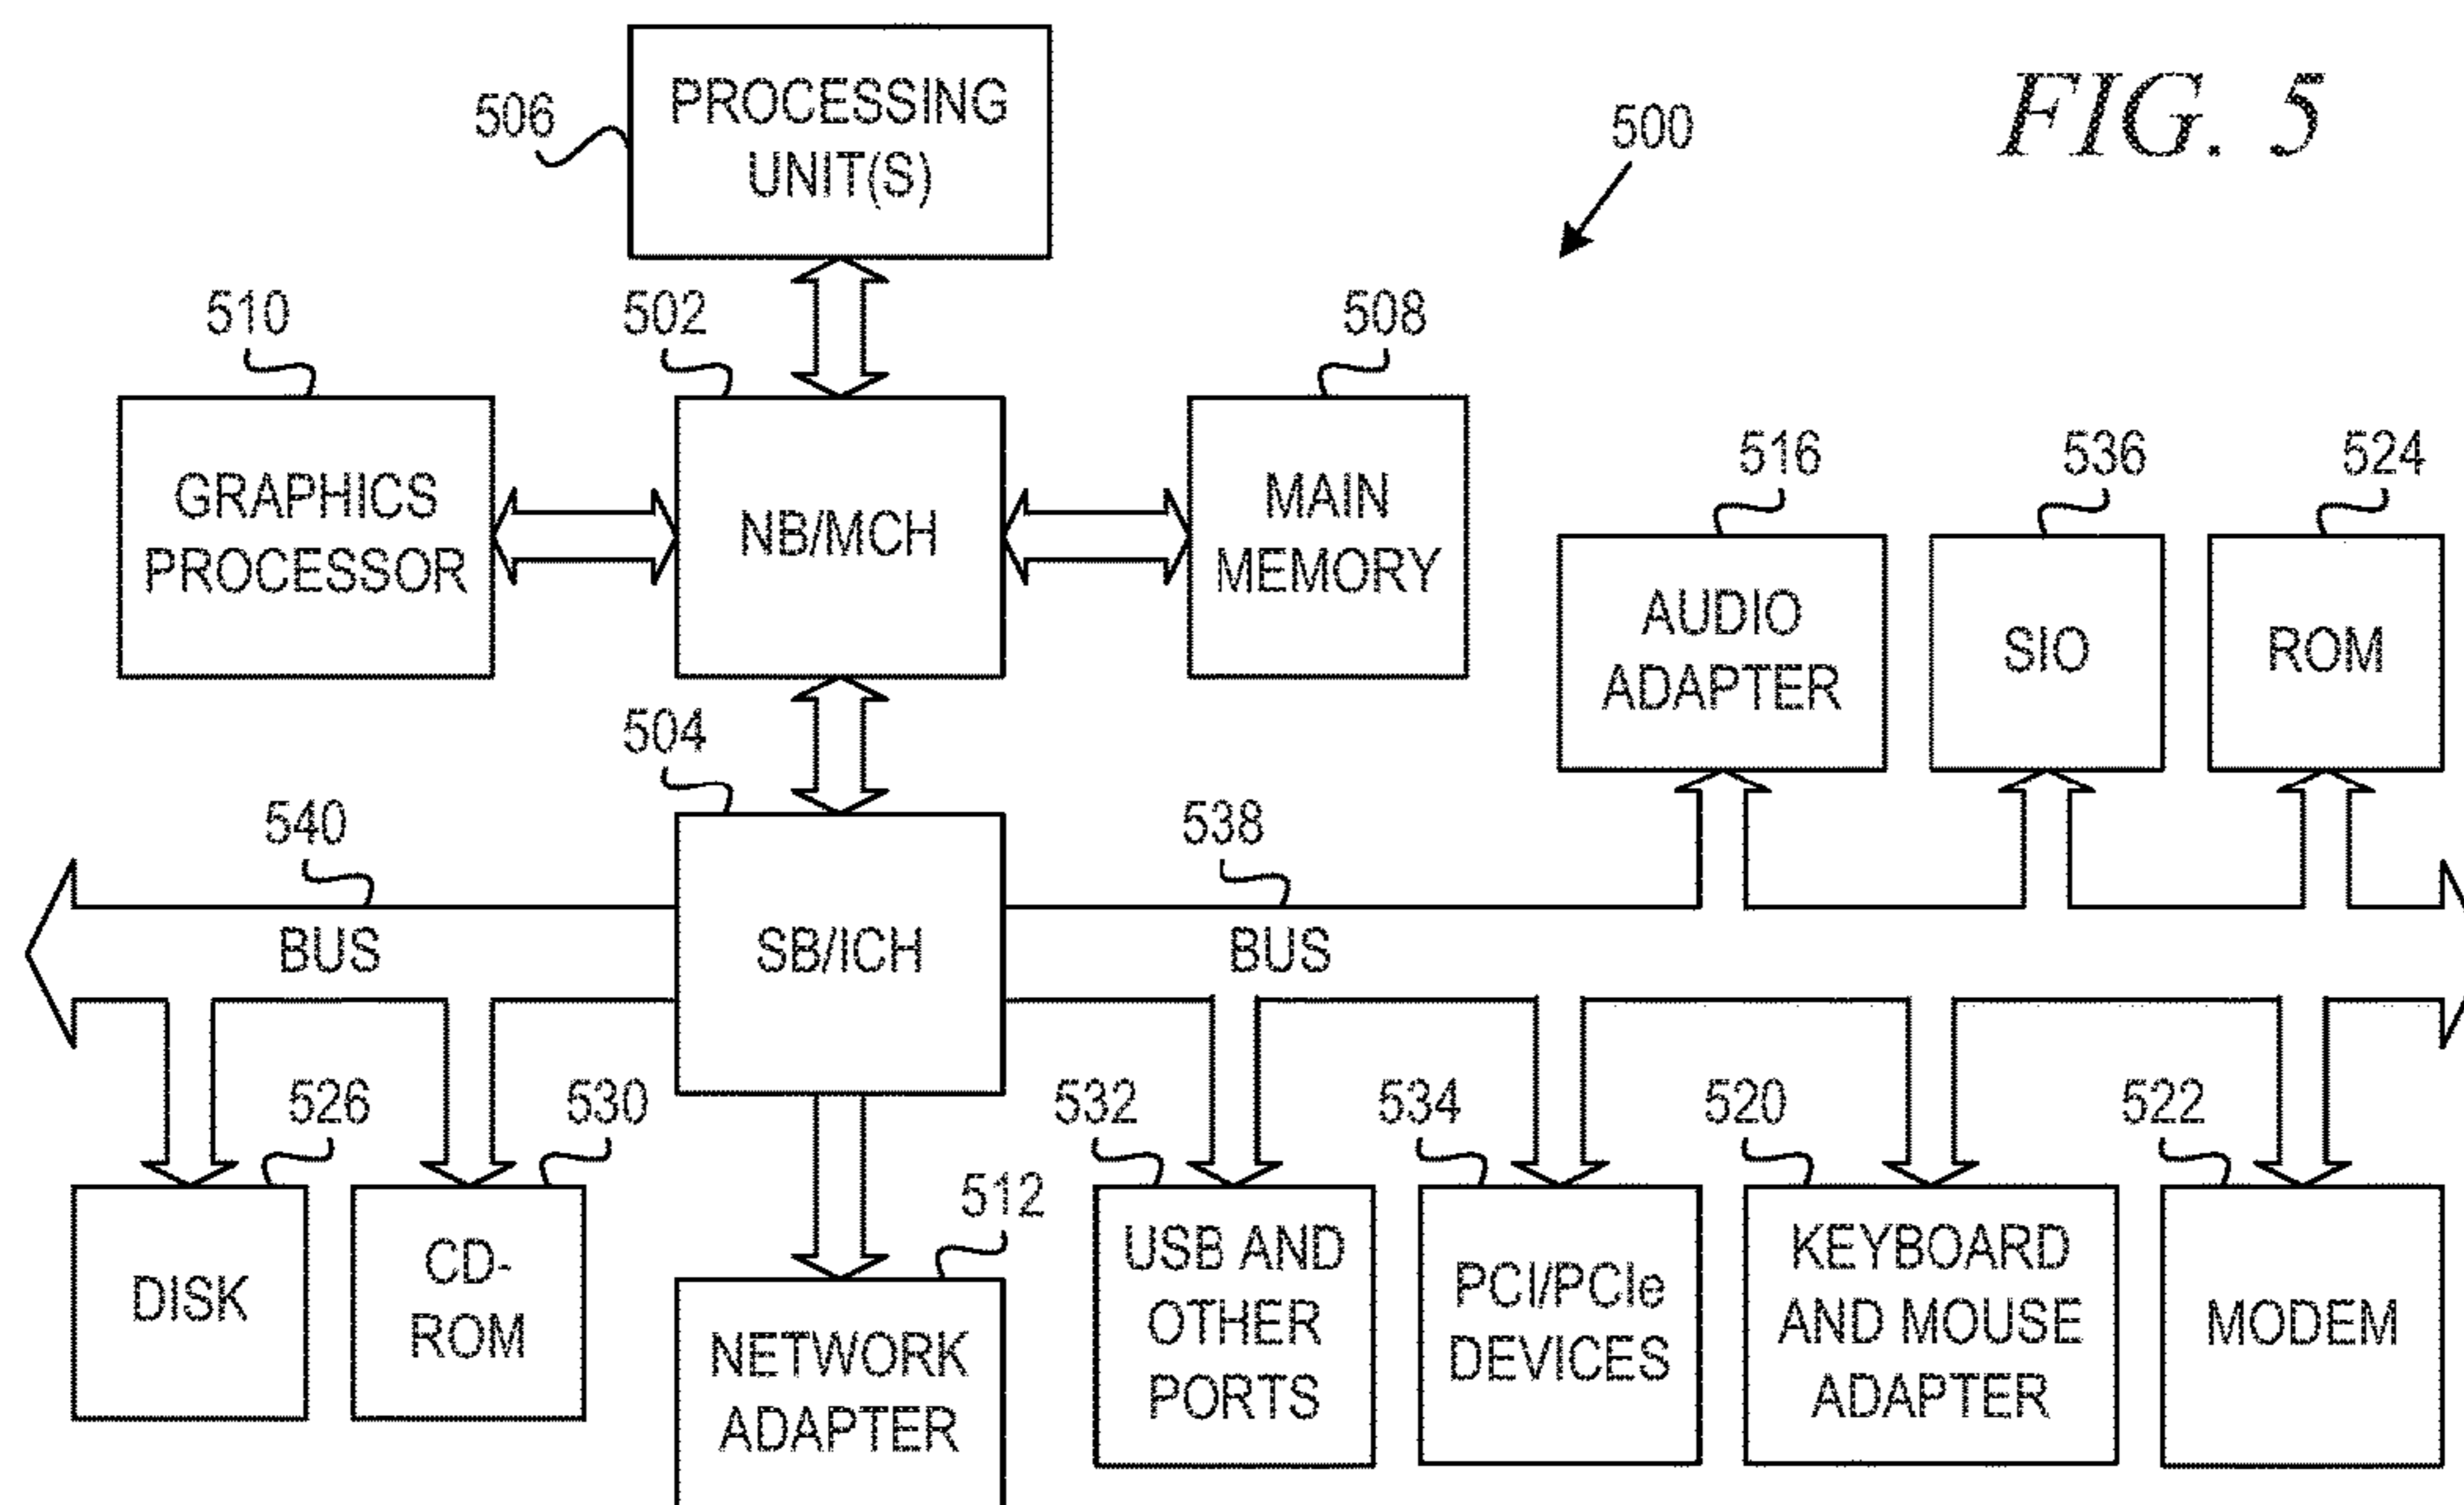 FIG. 5
500
506
PROCESSING
UNIT(S)
510
502
508
GRAPHICS
PROCESSOR
NB/MCH
MAIN
MEMORY
516
536
524
AUDIO
ADAPTER
SIO
ROM
504
540
538
BUS
SB/ICH
BUS
526
530
512
532
534
520
522
DISK
CD-
ROM
NETWORK
ADAPTER
USB AND
OTHER
PORTS
PCI/PCIe
DEVICES
KEYBOARD
AND MOUSE
ADAPTER
MODEM